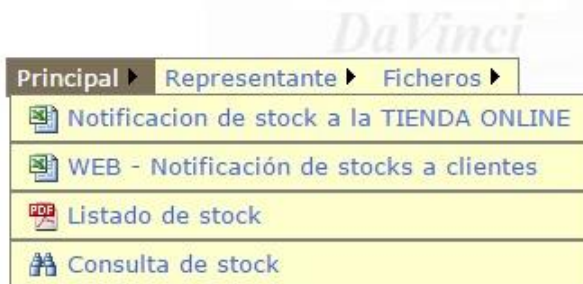 DaVinci
Principal Representante Ficheros
Notificacion de stock a la TIENDA ONLINE
WEB - Notificación de stocks a clientes
PDF Listado de stock
Consulta de stock